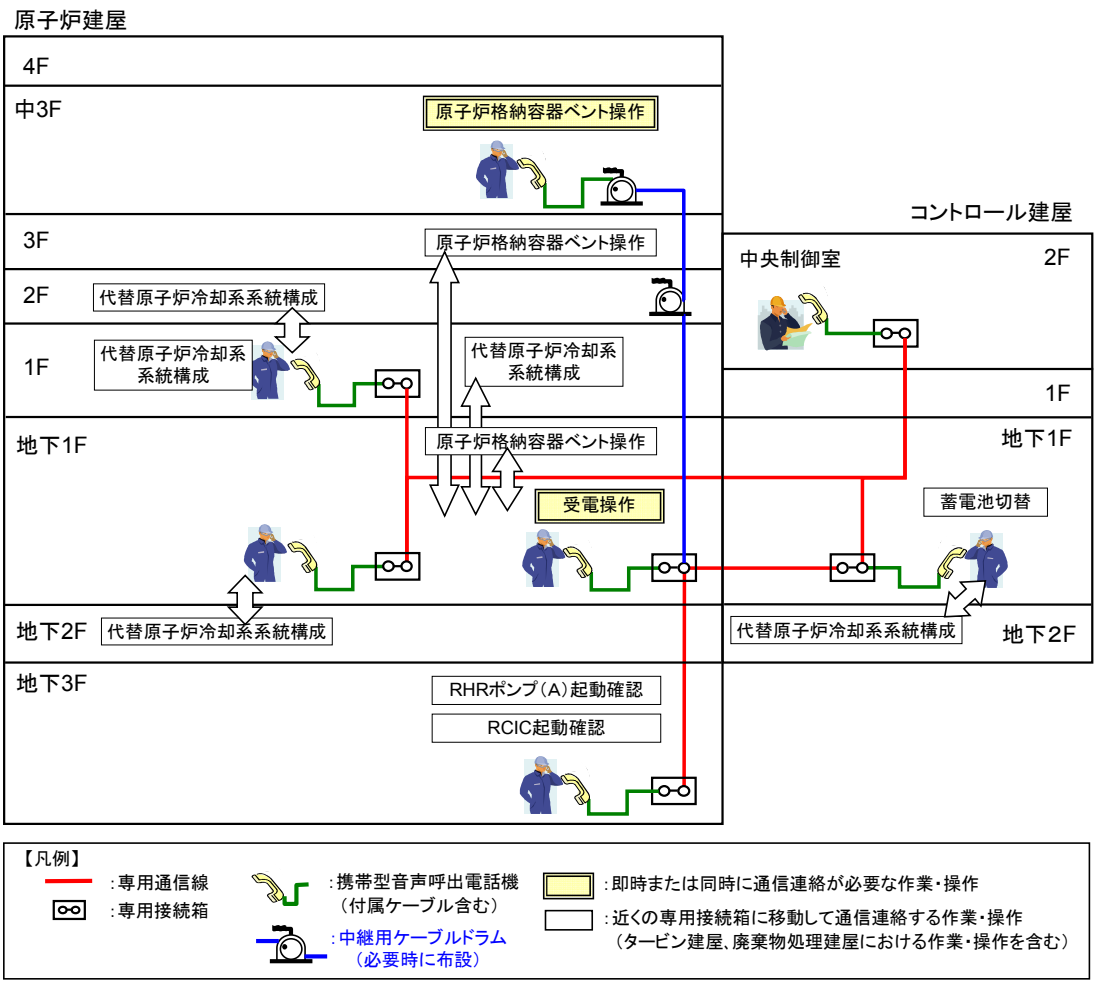 原子炉建屋
4F
中3F
原子炉格納容器ベント操作
コントロール建屋
3F
原子炉格納容器ベント操作
中央制御室
2F
2F
代替原子炉冷却系系統構成
1F
代替原子炉冷却系
系統構成
代替原子炉冷却系
系統構成
1F
地下1F
原子炉格納容器ベント操作
地下1F
受電操作
蓄電池切替
地下2F
代替原子炉冷却系系統構成
代替原子炉冷却系系統構成
地下２F
地下3F
RHRポンプ（A）起動確認
RCIC起動確認
【凡例】
：専用通信線
：専用接続箱
：携帯型音声呼出電話機
（付属ケーブル含む）
：中継用ケーブルドラム
（必要時に布設）
：即時または同時に通信連絡が必要な作業・操作
：近くの専用接続箱に移動して通信連絡する作業・操作
（タービン建屋、廃棄物処理建屋における作業・操作を含む）